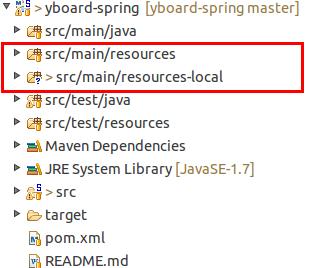 > yboard-spring [yboard-spring master]
src/main/java
src/main/resources
> src/main/resources-local
src/test/java
src/test/resources
Maven Dependencies
JRE System Library [JavaSE-1.7]
> src
target
pom.xml
README.md